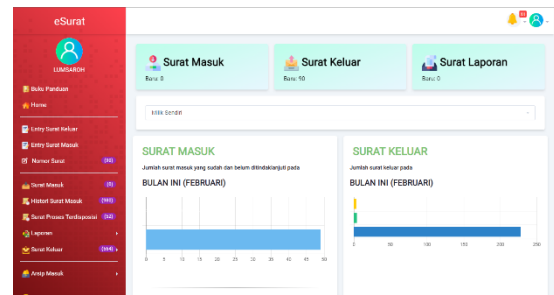 eSurat
LUMSAROH
Buku Panduan
Home
Entry Surat Keluar
Entry Surat Masuk
Nomor Surat
Surat Masuk
Histori Surat Masuk
Surat Proses Terdisposisi
Laporan
Surat Keluar
Arsip Masuk
Surat Masuk
Baru: 0
Surat Keluar
Baru: 10
Surat Laporan
Baru: 0
Milik Sendiri
SURAT MASUK
Jumlah surat masuk yang sudah dan belum ditindaklanjuti pada
BULAN INI (FEBRUARI)
0 5 10 15 20 25 30 35 40 45 50
SURAT KELUAR
Jumlah surat keluar pada
BULAN INI (FEBRUARI)
0 50 100 150 200 250